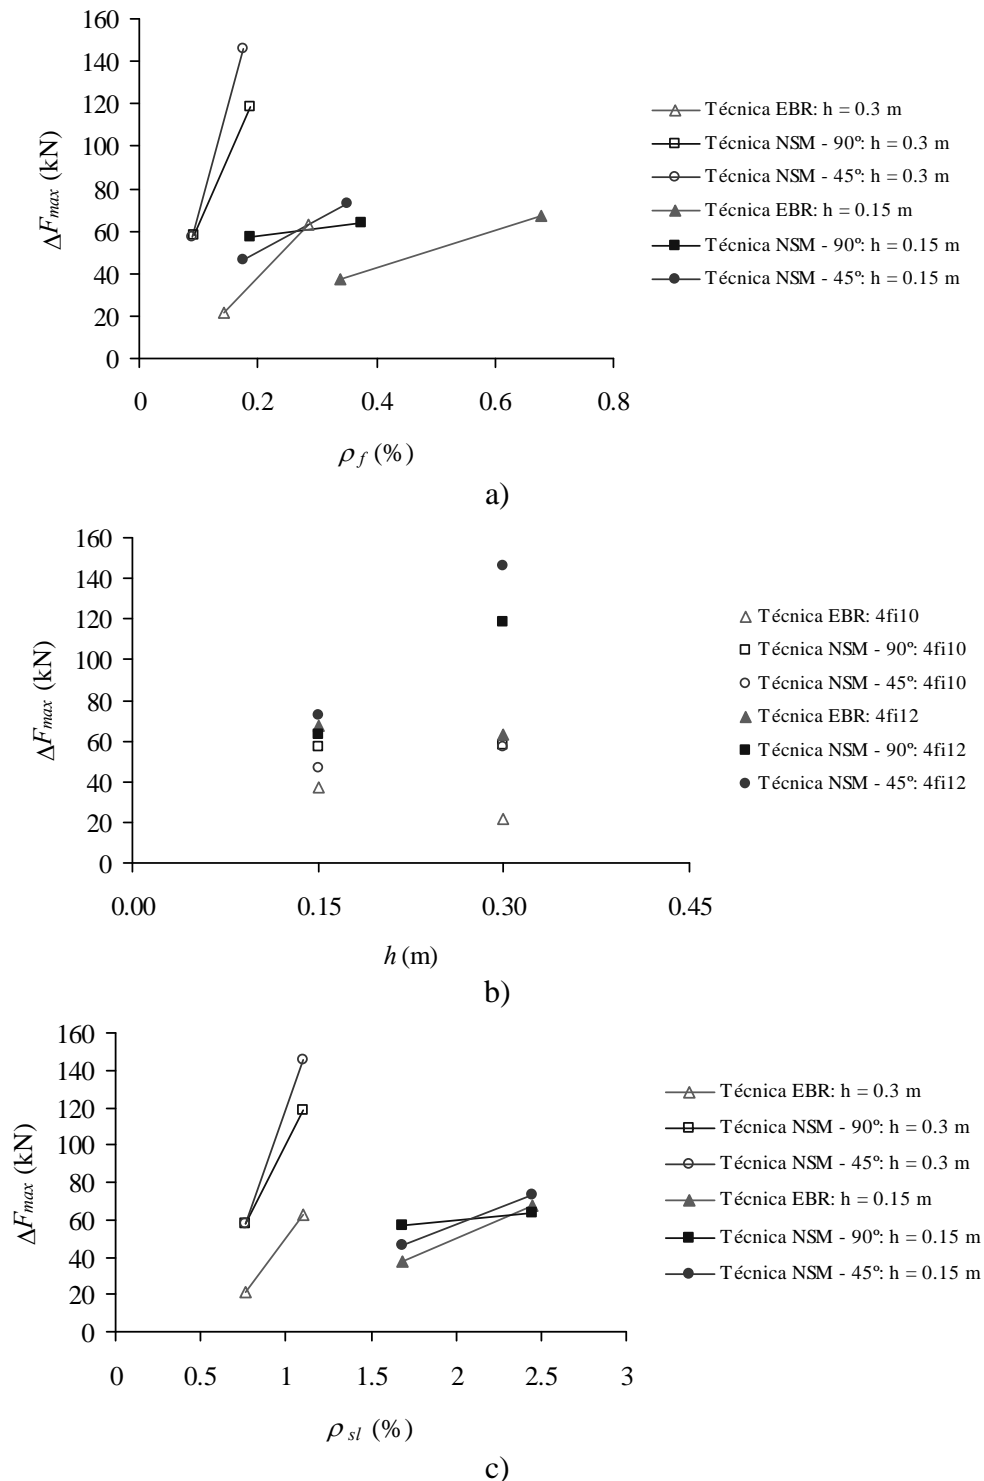 160
140
120
100
80
60
40
20
0
ΔFmax (kN)
0 0.2 0.4 0.6 0.8
ρf (%)
Técnica EBR: h = 0.3 m
Técnica NSM - 90º: h = 0.3 m
Técnica NSM - 45º: h = 0.3 m
Técnica EBR: h = 0.15 m
Técnica NSM - 90º: h = 0.15 m
Técnica NSM - 45º: h = 0.15 m
a)
160
140
120
100
80
60
40
20
0
ΔFmax (kN)
0.00 0.15 0.30 0.45
h (m)
Técnica EBR: 4fi10
Técnica NSM - 90º: 4fi10
Técnica NSM - 45º: 4fi10
Técnica EBR: 4fi12
Técnica NSM - 90º: 4fi12
Técnica NSM - 45º: 4fi12
b)
160
140
120
100
80
60
40
20
0
ΔFmax (kN)
0 0.5 1 1.5 2 2.5 3
ρsl (%)
Técnica EBR: h = 0.3 m
Técnica NSM - 90º: h = 0.3 m
Técnica NSM - 45º: h = 0.3 m
Técnica EBR: h = 0.15 m
Técnica NSM - 90º: h = 0.15 m
Técnica NSM - 45º: h = 0.15 m
c)